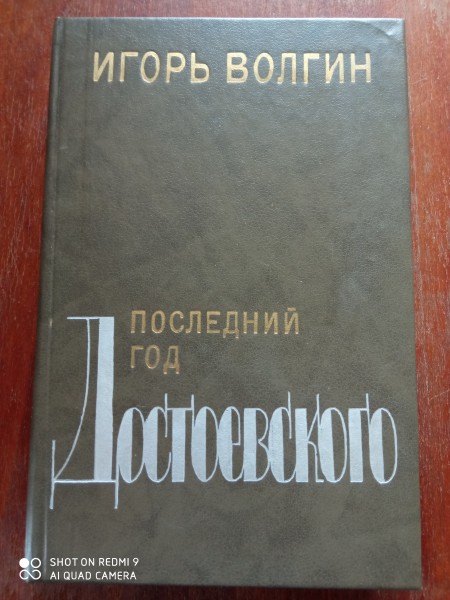 ИГОРЬ ВОЛГИН
ПОСЛЕДНИЙ
ГОД
Достоевского
SHOT ON REDMI 9
AI QUAD CAMERA